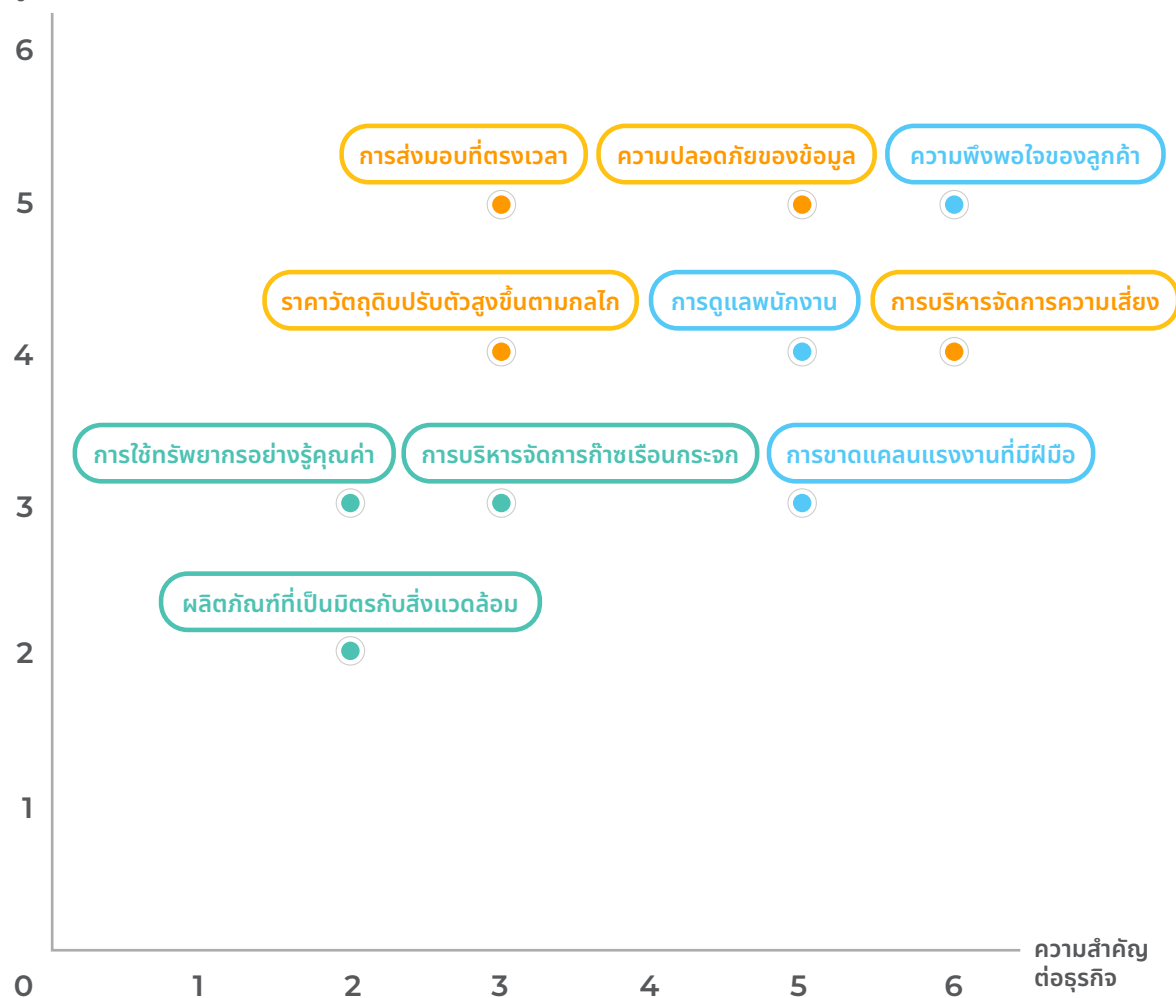 6
การส่งมอบที่ตรงเวลา
ความปลอดภัยของข้อมูล
ความพึงพอใจของลูกค้า
5
ราคาวัตถุดิบปรับตัวสูงขึ้นตามกลไก
การดูแลพนักงาน
การบริหารจัดการความเสี่ยง
4
การใช้ทรัพยากรอย่างรู้คุณค่า
การบริหารจัดการก๊าซเรือนกระจก
การขาดแคลนแรงงานที่มีฝีมือ
3
ผลิตภัณฑ์ที่เป็นมิตรกับสิ่งแวดล้อม
2
1
ความสำคัญ
ต่อธุรกิจ
0 1 2 3 4 5 6